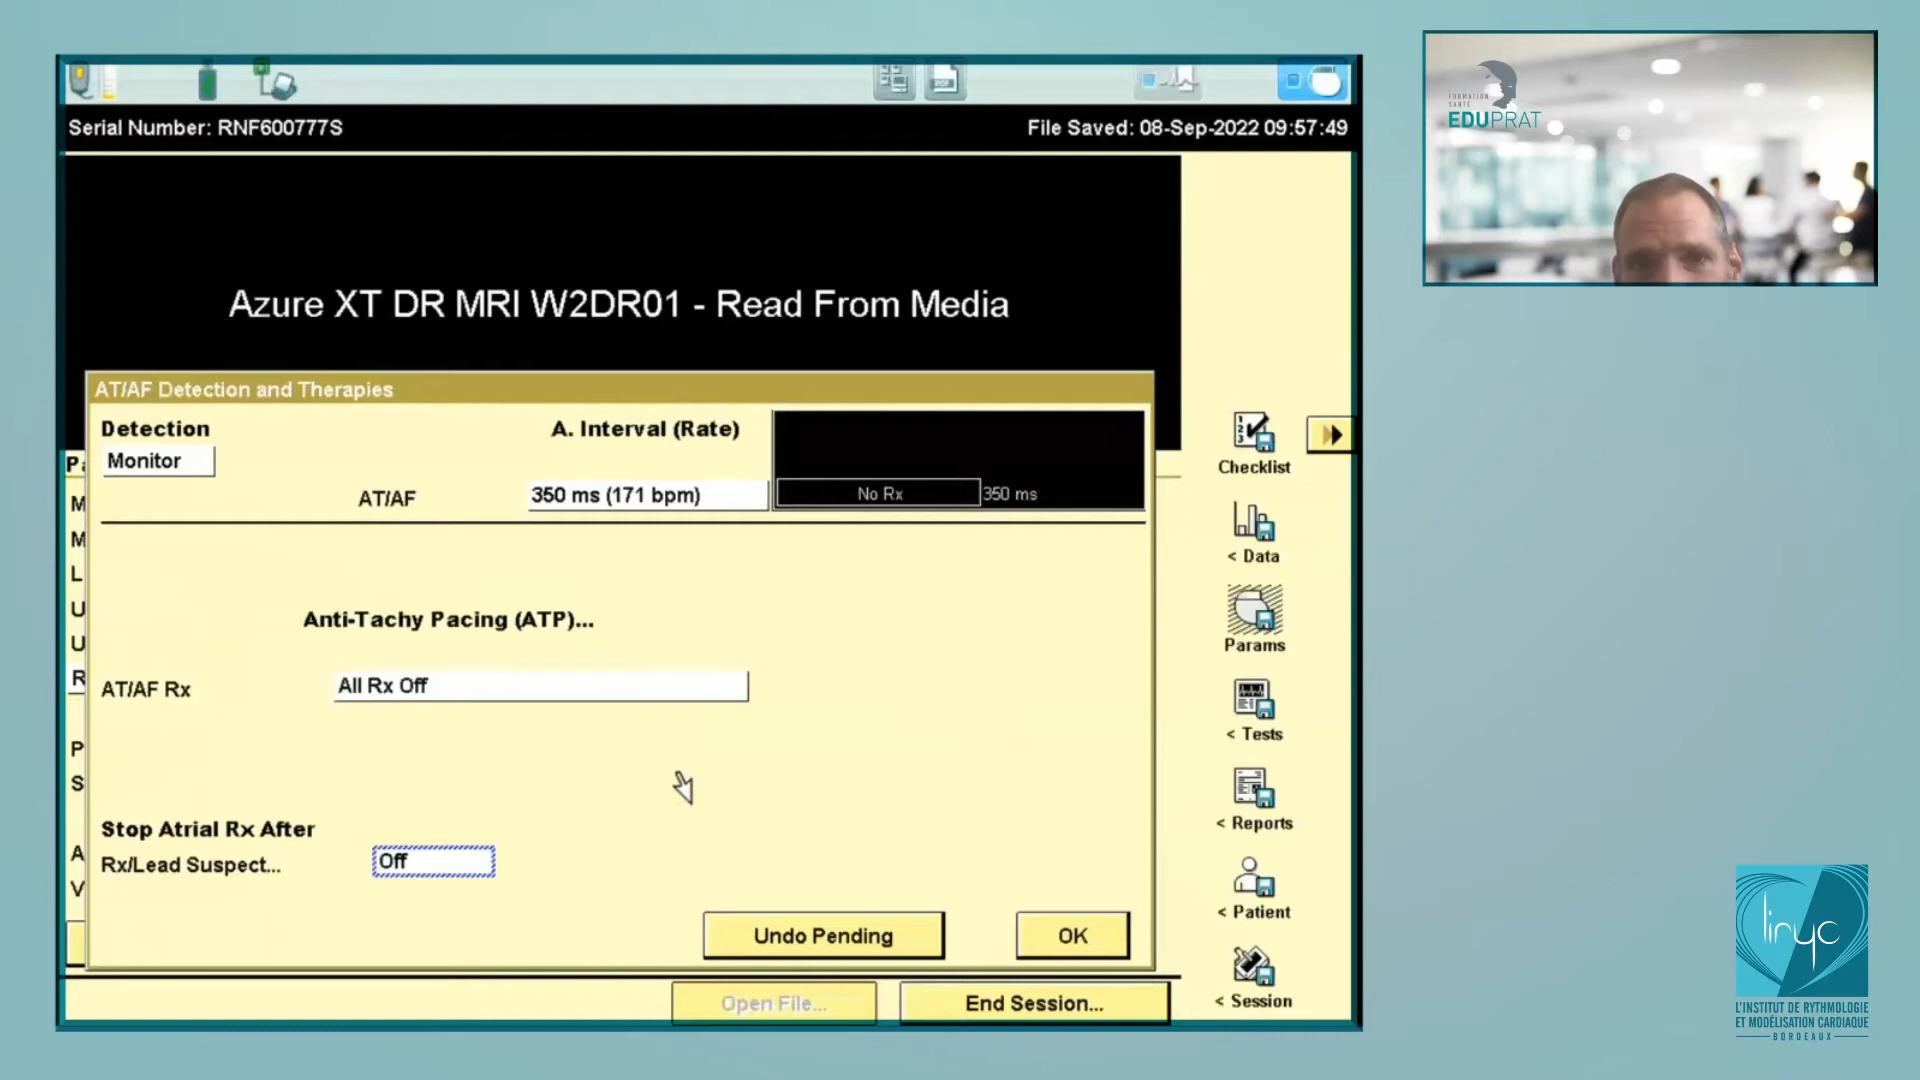 Serial Number: RNF600777S
File Saved: 08-Sep-2022 09:57:49
Azure XT DR MRI W2DR01 - Read From Media
AT/AF Detection and Therapies
Detection
A. Interval (Rate)
Monitor
AT/AF
350 ms (171 bpm)
No Rx
350 ms
Anti-Tachy Pacing (ATP)...
AT/AF Rx
All Rx Off
Stop Atrial Rx After
Rx/Lead Suspect...
Off
Undo Pending
OK
Open File...
End Session...
P
M
M
L
U
U
R
P
S
A
V
Checklist
< Data
Params
< Tests
< Reports
< Patient
< Session
FORMATION
SANTÉ
EDUPRAT
liryc
L'INSTITUT DE RYTHMOLOGIE
ET MODÉLISATION CARDIAQUE
BORDEAUX